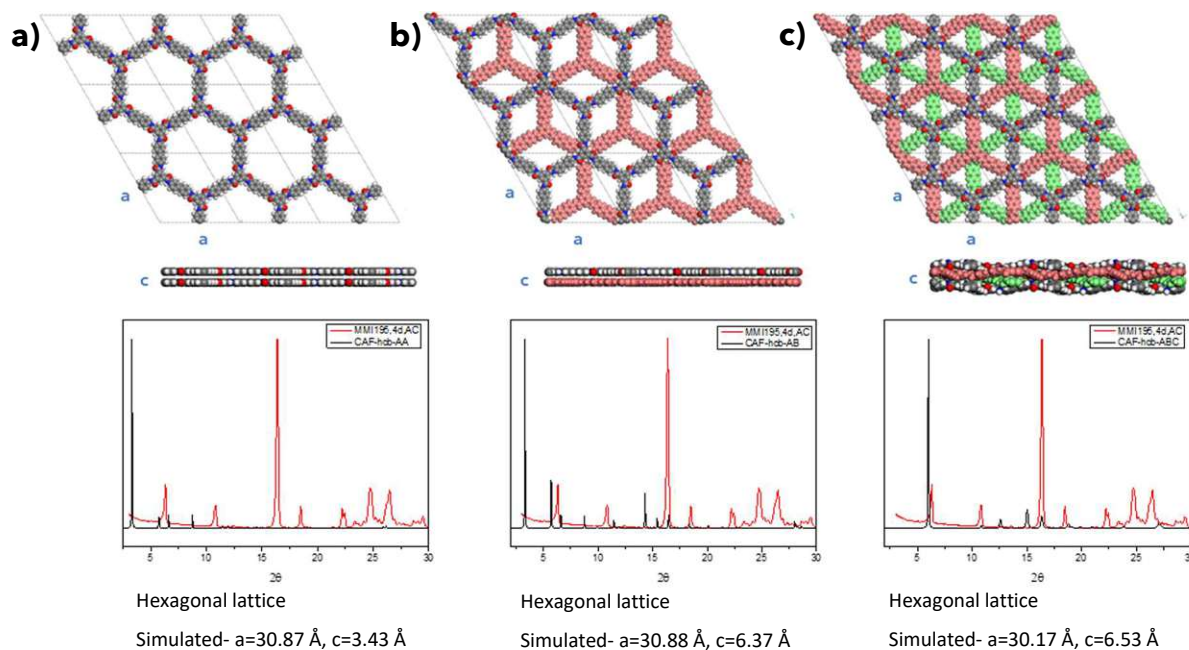 a)
a
a
c
MMI195,4d,AC
CAF-hcb-AA
5
10
15
20
25
30
2θ
Hexagonal lattice
Simulated- a=30.87 Å, c=3.43 Å
b)
a
a
c
MMI195,4d,AC
CAF-hcb-AB
5
10
15
20
25
30
2θ
Hexagonal lattice
Simulated- a=30.88 Å, c=6.37 Å
c)
a
a
c
MMI195,4d,AC
CAF-hcb-ABC
5
10
15
20
25
30
2θ
Hexagonal lattice
Simulated- a=30.17 Å, c=6.53 Å